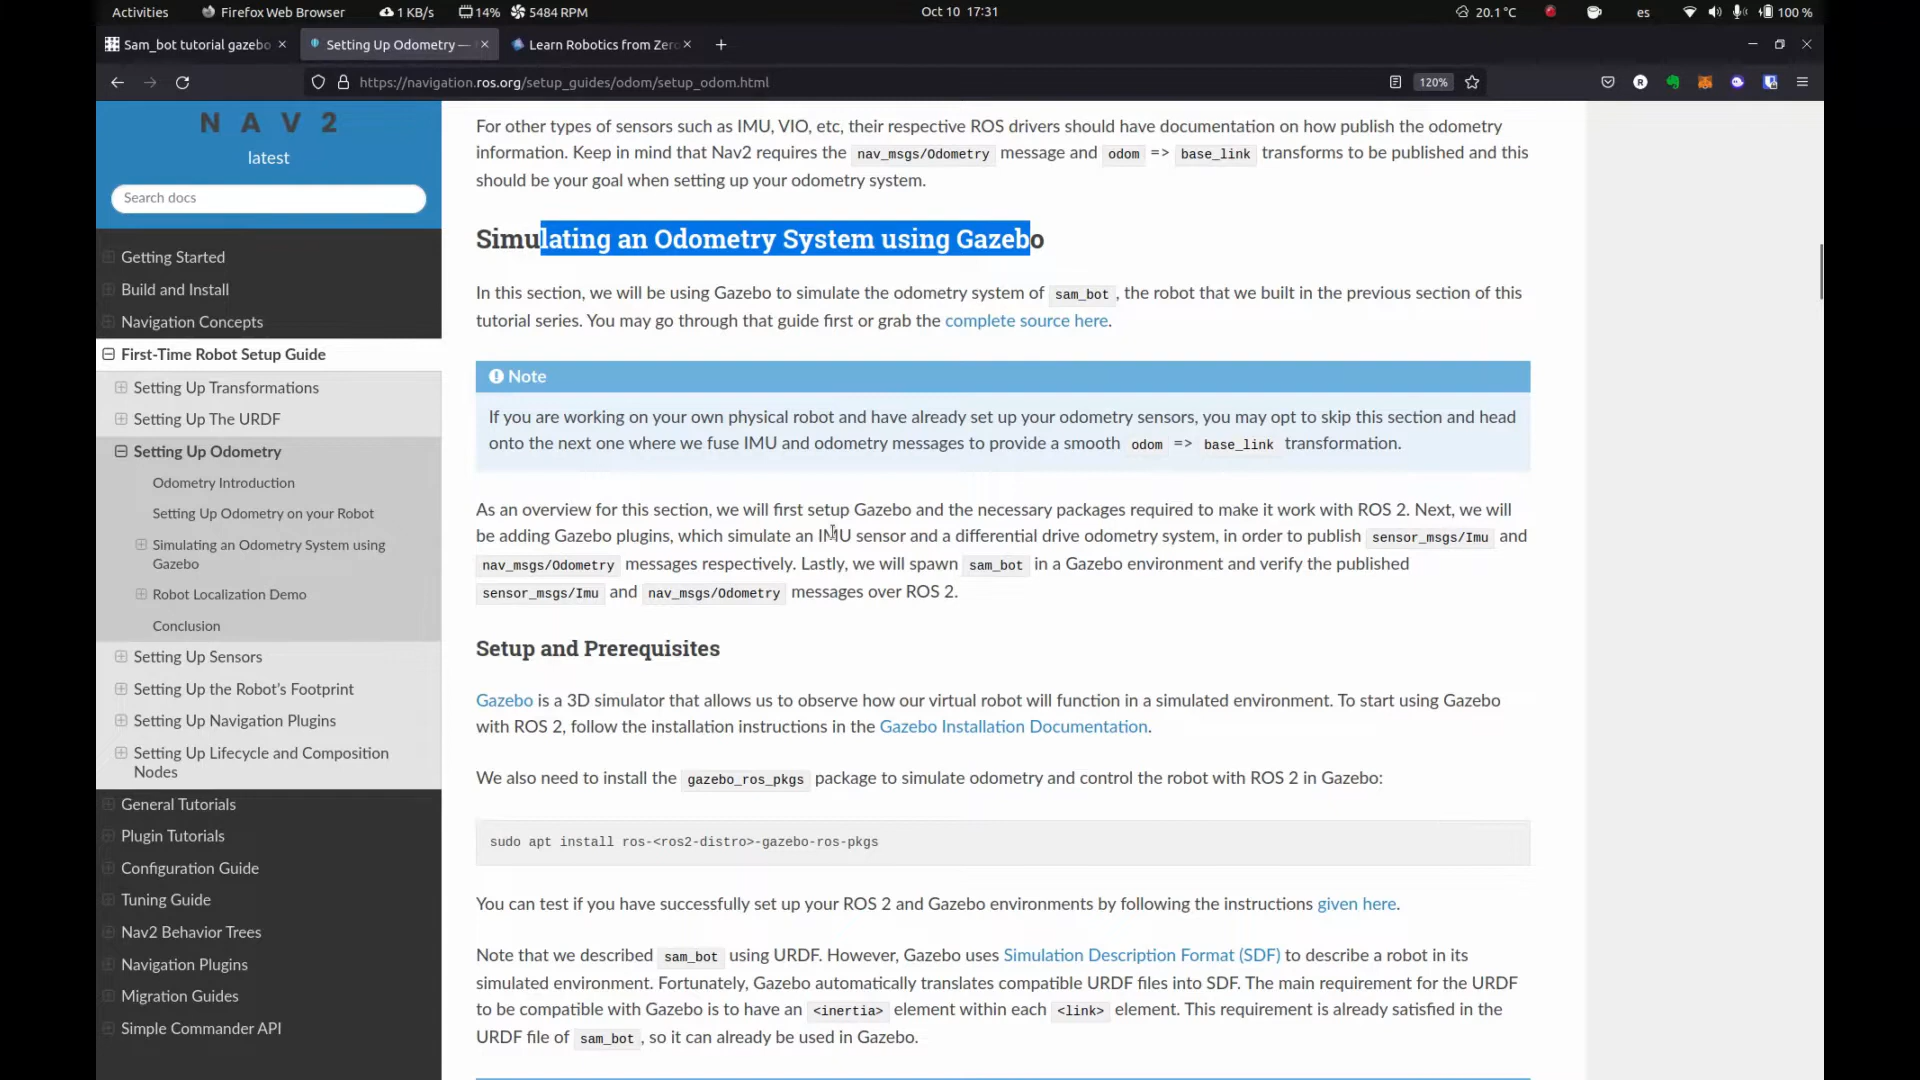 Activities
Firefox Web Browser
1 KB/s
14%
5484 RPM
Oct 10 17:31
20.1°C
es
100 %
Sam_bot tutorial gazebo
Setting Up Odometry —
Learn Robotics from Zero
https://navigation.ros.org/setup_guides/odom/setup_odom.html
120%
NAV2
latest
Search docs
Getting Started
Build and Install
Navigation Concepts
First-Time Robot Setup Guide
Setting Up Transformations
Setting Up The URDF
Setting Up Odometry
Odometry Introduction
Setting Up Odometry on your Robot
Simulating an Odometry System using
Gazebo
Robot Localization Demo
Conclusion
Setting Up Sensors
Setting Up the Robot's Footprint
Setting Up Navigation Plugins
Setting Up Lifecycle and Composition
Nodes
General Tutorials
Plugin Tutorials
Configuration Guide
Tuning Guide
Nav2 Behavior Trees
Navigation Plugins
Migration Guides
Simple Commander API
For other types of sensors such as IMU, VIO, etc, their respective ROS drivers should have documentation on how publish the odometry
information. Keep in mind that Nav2 requires the nav_msgs/Odometry message and odom => base_link transforms to be published and this
should be your goal when setting up your odometry system.
Simulating an Odometry System using Gazebo
In this section, we will be using Gazebo to simulate the odometry system of sam_bot, the robot that we built in the previous section of this
tutorial series. You may go through that guide first or grab the complete source here.
Note
If you are working on your own physical robot and have already set up your odometry sensors, you may opt to skip this section and head
onto the next one where we fuse IMU and odometry messages to provide a smooth odom => base_link transformation.
As an overview for this section, we will first setup Gazebo and the necessary packages required to make it work with ROS 2. Next, we will
be adding Gazebo plugins, which simulate an IMU sensor and a differential drive odometry system, in order to publish sensor_msgs/Imu and
nav_msgs/Odometry messages respectively. Lastly, we will spawn sam_bot in a Gazebo environment and verify the published
sensor_msgs/Imu and nav_msgs/Odometry messages over ROS 2.
Setup and Prerequisites
Gazebo is a 3D simulator that allows us to observe how our virtual robot will function in a simulated environment. To start using Gazebo
with ROS 2, follow the installation instructions in the Gazebo Installation Documentation.
We also need to install the gazebo_ros_pkgs package to simulate odometry and control the robot with ROS 2 in Gazebo:
sudo apt install ros-<ros2-distro>-gazebo-ros-pkgs
You can test if you have successfully set up your ROS 2 and Gazebo environments by following the instructions given here.
Note that we described sam_bot using URDF. However, Gazebo uses Simulation Description Format (SDF) to describe a robot in its
simulated environment. Fortunately, Gazebo automatically translates compatible URDF files into SDF. The main requirement for the URDF
to be compatible with Gazebo is to have an <inertia> element within each <link> element. This requirement is already satisfied in the
URDF file of sam_bot, so it can already be used in Gazebo.